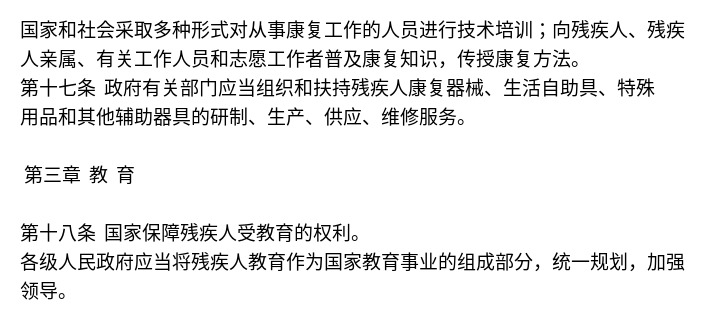 国家和社会采取多种形式对从事康复工作的人员进行技术培训；向残疾人、残疾
人亲属、有关工作人员和志愿工作者普及康复知识，传授康复方法。
第十七条 政府有关部门应当组织和扶持残疾人康复器械、生活自助具、特殊
用品和其他辅助器具的研制、生产、供应、维修服务。
第三章 教 育
第十八条 国家保障残疾人受教育的权利。
各级人民政府应当将残疾人教育作为国家教育事业的组成部分，统一规划，加强
领导。